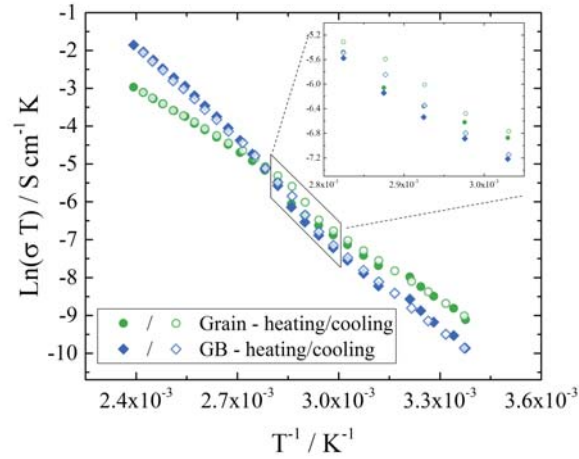 -1
-2
-3
-4
-5
-6
-7
-8
-9
-10
Ln(σ T) / S cm⁻¹ K
2.4x10⁻³ 2.7x10⁻³ 3.0x10⁻³ 3.3x10⁻³ 3.6x10⁻³
T⁻¹ / K⁻¹
/ Grain - heating/cooling
/ GB - heating/cooling
-5.2
-5.6
-6.0
-6.4
-6.8
-7.2
2.8x10⁻³ 2.9x10⁻³ 3.0x10⁻³